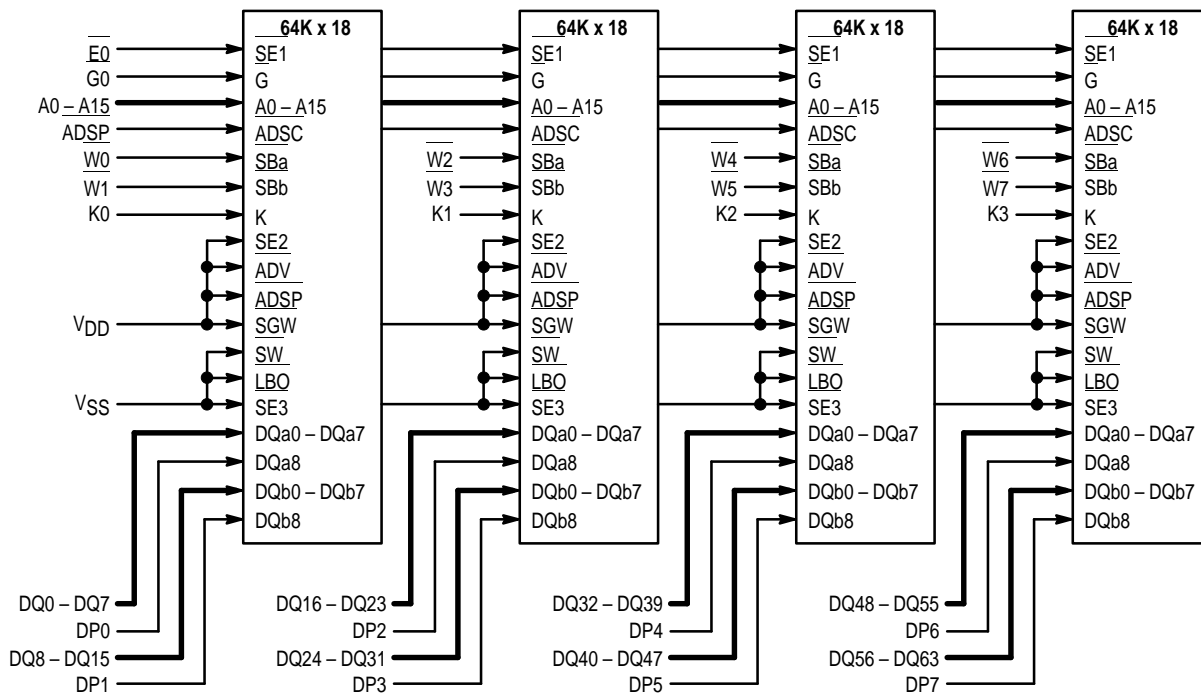 64K x 18 64K x 18 64K x 18 64K x 18
E0 SE1 SE1 SE1 SE1
G0 G G G G
A0 – A15 A0 – A15 A0 – A15 A0 – A15 A0 – A15
ADSP ADSC ADSC ADSC ADSC
W0 SBa W2 SBa W4 SBa W6 SBa
W1 SBb W3 SBb W5 SBb W7 SBb
K0 K K1 K K2 K K3 K
SE2 SE2 SE2 SE2
ADV ADV ADV ADV
ADSP ADSP ADSP ADSP
VDD SGW SGW SGW SGW
SW SW SW SW
LBO LBO LBO LBO
VSS SE3 SE3 SE3 SE3
DQa0 – DQa7 DQa0 – DQa7 DQa0 – DQa7 DQa0 – DQa7
DQa8 DQa8 DQa8 DQa8
DQb0 – DQb7 DQb0 – DQb7 DQb0 – DQb7 DQb0 – DQb7
DQb8 DQb8 DQb8 DQb8
DQ0 – DQ7 DQ16 – DQ23 DQ32 – DQ39 DQ48 – DQ55
DP0 DP2 DP4 DP6
DQ8 – DQ15 DQ24 – DQ31 DQ40 – DQ47 DQ56 – DQ63
DP1 DP3 DP5 DP7